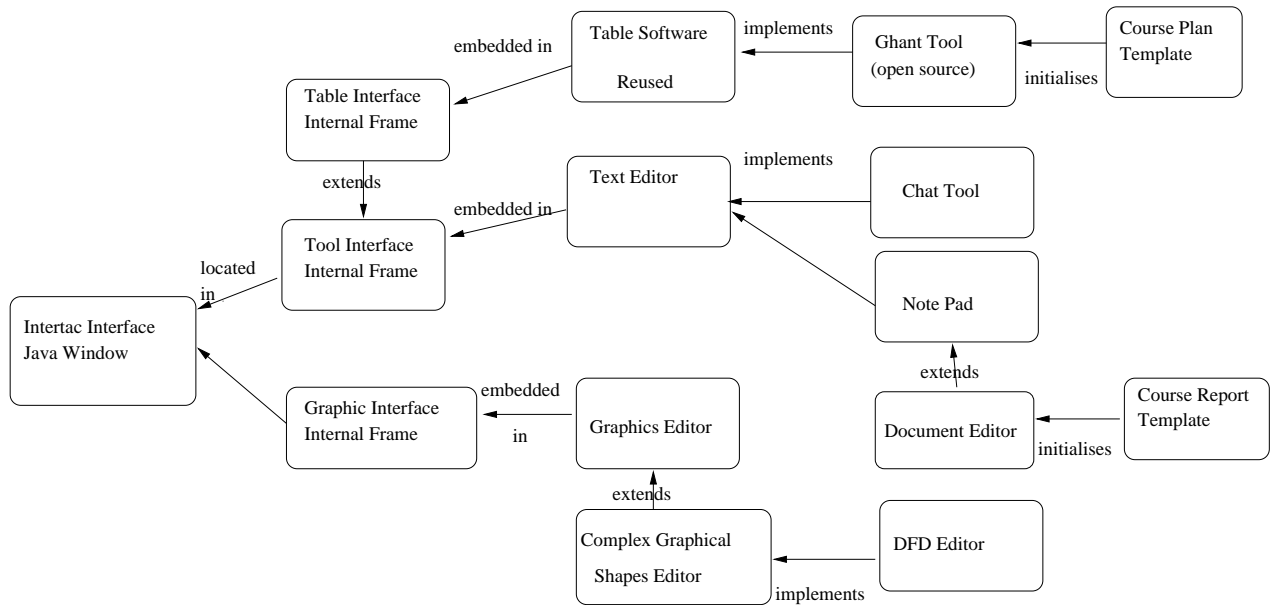 implements
Course Plan
Template
embedded in
Table Software
Reused
Ghant Tool
(open source)
initialises
Table Interface
Internal Frame
extends
implements
Text Editor
Chat Tool
embedded in
Tool Interface
Internal Frame
located
in
Intertac Interface
Java Window
Note Pad
extends
embedded
in
Graphic Interface
Internal Frame
Graphics Editor
Document Editor
Course Report
Template
initialises
extends
Complex Graphical
Shapes Editor
DFD Editor
implements